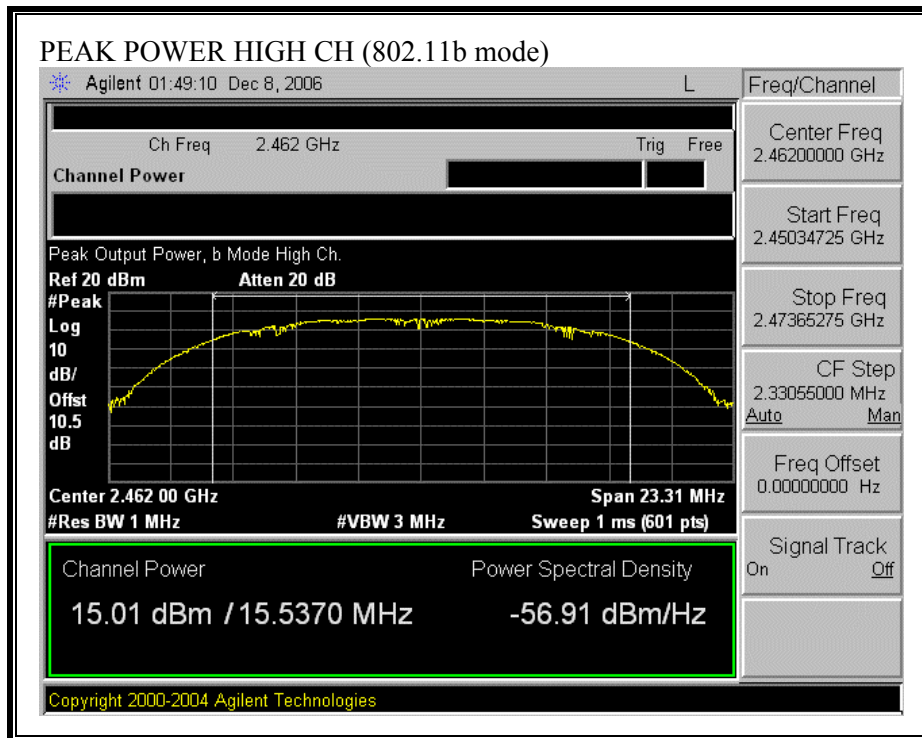 PEAK POWER HIGH CH (802.11b mode)
Agilent 01:49:10 Dec 8, 2006 L
Freq/Channel
Ch Freq 2.462 GHz Trig Free
Channel Power
Center Freq
2.46200000 GHz
Start Freq
2.45034725 GHz
Stop Freq
2.47365275 GHz
CF Step
2.33055000 MHz
Auto Man
Freq Offset
0.00000000 Hz
Signal Track
On Off
Peak Output Power, b Mode High Ch.
Ref 20 dBm Atten 20 dB
#Peak
Log
10
dB/
Offst
10.5
dB
Center 2.462 00 GHz Span 23.31 MHz
#Res BW 1 MHz #VBW 3 MHz Sweep 1 ms (601 pts)
Channel Power Power Spectral Density
15.01 dBm / 15.5370 MHz -56.91 dBm/Hz
Copyright 2000-2004 Agilent Technologies